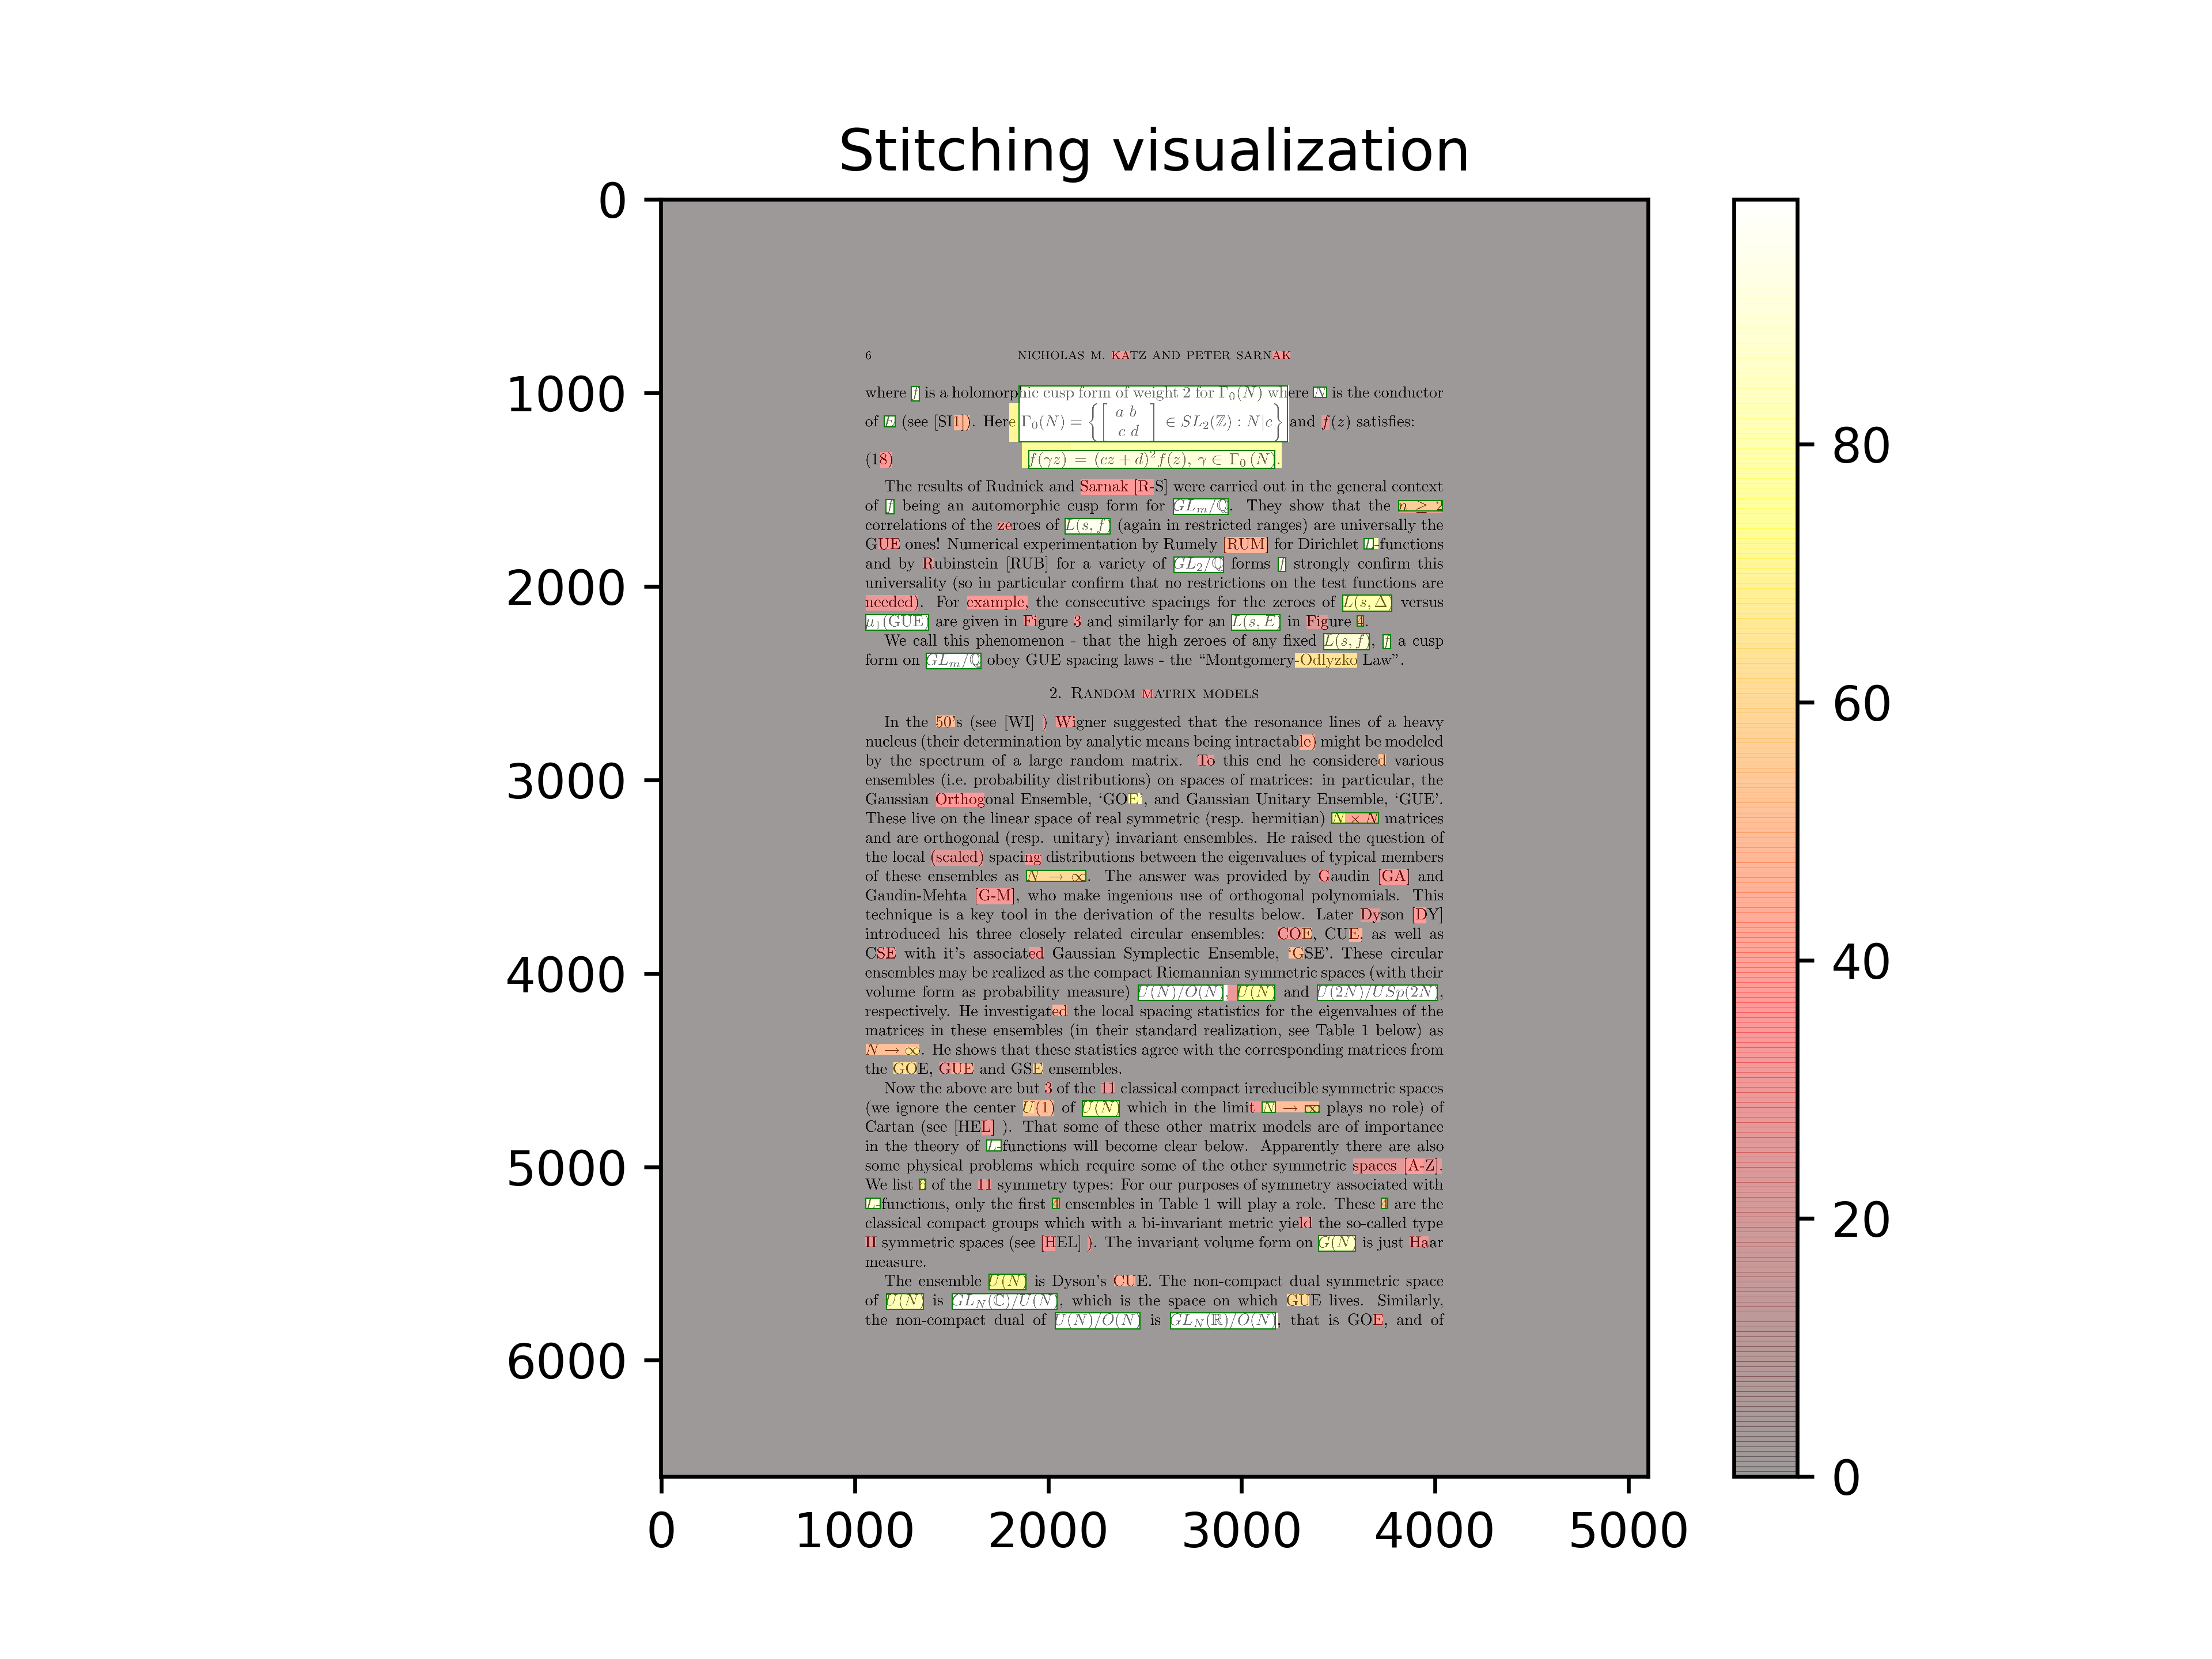 Stitching visualization
0
1000
2000
3000
4000
5000
6000
0
1000
2000
3000
4000
5000
80
60
40
20
0
6 NICHOLAS M. KATZ AND PETER SARNAK
where f is a holomorphic cusp form of weight 2 for Γ₀(N) where N is the conductor
of E (see [SI1]). Here Γ₀(N) = {[ a b c d ] ∈ SL₂(ℤ) : N|c} and f(z) satisfies:
(18) f(γz) = (cz + d)² f(z), γ ∈ Γ₀(N).
The results of Rudnick and Sarnak [R-S] were carried out in the general context
of f being an automorphic cusp form for GLₘ/ℚ. They show that the n ≥ 2
correlations of the zeroes of L(s, f) (again in restricted ranges) are universally the
GUE ones! Numerical experimentation by Rumely [RUM] for Dirichlet L-functions
and by Rubinstein [RUB] for a variety of GL₂/ℚ forms f strongly confirm this
universality (so in particular confirm that no restrictions on the test functions are
needed). For example, the consecutive spacings for the zeroes of L(s, Δ) versus
μ₁(GUE) are given in Figure 3 and similarly for an L(s, E) in Figure 4.
We call this phenomenon - that the high zeroes of any fixed L(s, f), f a cusp
form on GLₘ/ℚ obey GUE spacing laws - the “Montgomery-Odlyzko Law”.
2. RANDOM MATRIX MODELS
In the 50's (see [WI] ) Wigner suggested that the resonance lines of a heavy
nucleus (their determination by analytic means being intractable) might be modeled
by the spectrum of a large random matrix. To this end he considered various
ensembles (i.e. probability distributions) on spaces of matrices: in particular, the
Gaussian Orthogonal Ensemble, ‘GOE’, and Gaussian Unitary Ensemble, ‘GUE’.
These live on the linear space of real symmetric (resp. hermitian) N × N matrices
and are orthogonal (resp. unitary) invariant ensembles. He raised the question of
the local (scaled) spacing distributions between the eigenvalues of typical members
of these ensembles as N → ∞. The answer was provided by Gaudin [GA] and
Gaudin-Mehta [G-M], who make ingenious use of orthogonal polynomials. This
technique is a key tool in the derivation of the results below. Later Dyson [DY]
introduced his three closely related circular ensembles: COE, CUE, as well as
CSE with it's associated Gaussian Symplectic Ensemble, ‘GSE’. These circular
ensembles may be realized as the compact Riemannian symmetric spaces (with their
volume form as probability measure) U(N)/O(N), U(N) and U(2N)/USp(2N),
respectively. He investigated the local spacing statistics for the eigenvalues of the
matrices in these ensembles (in their standard realization, see Table 1 below) as
N → ∞. He shows that these statistics agree with the corresponding matrices from
the GOE, GUE and GSE ensembles.
Now the above are but 3 of the 11 classical compact irreducible symmetric spaces
(we ignore the center U(1) of U(N) which in the limit N → ∞ plays no role) of
Cartan (see [HEL] ). That some of these other matrix models are of importance
in the theory of L-functions will become clear below. Apparently there are also
some physical problems which require some of the other symmetric spaces [A-Z].
We list 6 of the 11 symmetry types: For our purposes of symmetry associated with
L-functions, only the first 4 ensembles in Table 1 will play a role. These 4 are the
classical compact groups which with a bi-invariant metric yield the so-called type
II symmetric spaces (see [HEL] ). The invariant volume form on G(N) is just Haar
measure.
The ensemble U(N) is Dyson's CUE. The non-compact dual symmetric space
of U(N) is GL_N(ℂ)/U(N), which is the space on which GUE lives. Similarly,
the non-compact dual of U(N)/O(N) is GL_N(ℝ)/O(N), that is GOE, and of